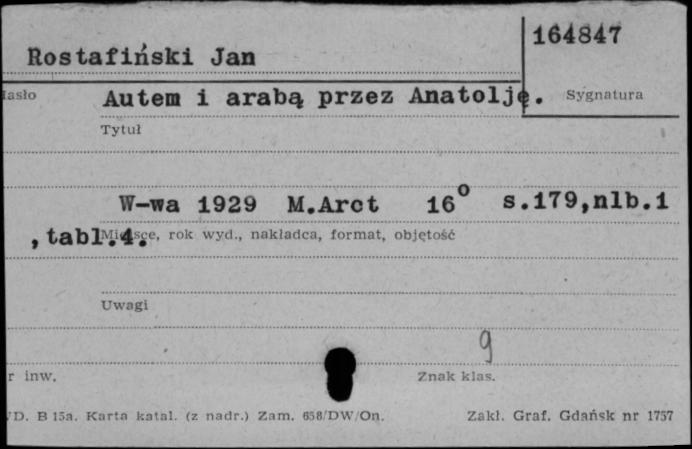 164847
Rostafiński Jan
Autem i arabą przez Anatolję. Sygnatura
Tytuł
W-wa 1929 M.Arct 16° s.179,nlb.1
,tabl.4.
Miejsce, rok wyd., nakładca, format, objętość
Uwagi
9
r inw. Znak klas.
D. B 15a. Karta katal. (z nadr.) Zam. 658/DW/On. Zakł. Graf. Gdańsk nr 1757